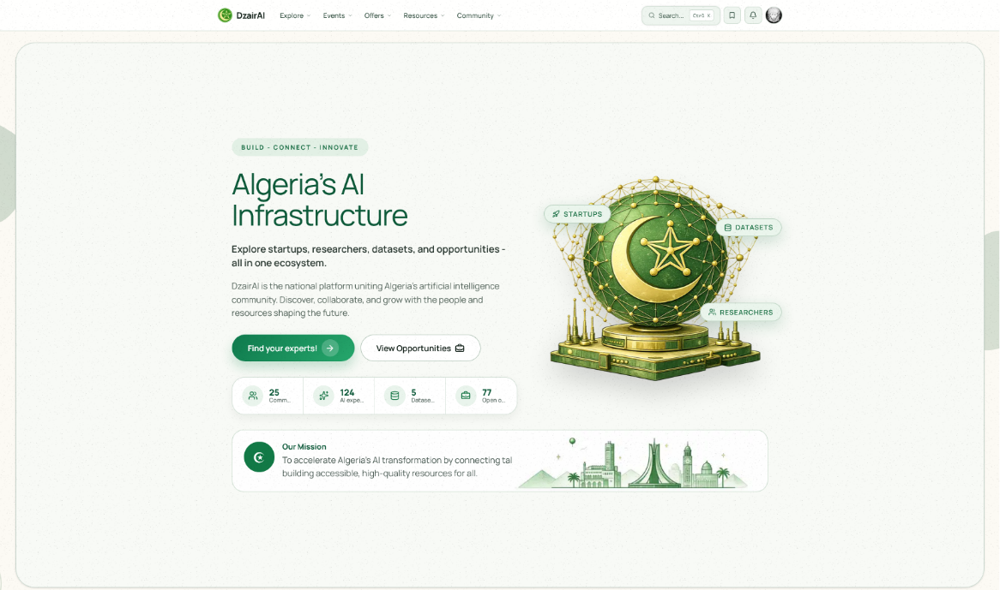 DzairAI
Explore
Events
Offers
Resources
Community
Search...
Ctrl K
BUILD - CONNECT - INNOVATE
Algeria's AI
Infrastructure
Explore startups, researchers, datasets, and opportunities -
all in one ecosystem.
DzairAI is the national platform uniting Algeria's artificial intelligence
community. Discover, collaborate, and grow with the people and
resources shaping the future.
Find your experts!
View Opportunities
25
Comm...
124
AI expe...
5
Datase...
77
Open o...
STARTUPS
DATASETS
RESEARCHERS
Our Mission
To accelerate Algeria's AI transformation by connecting tal
building accessible, high-quality resources for all.